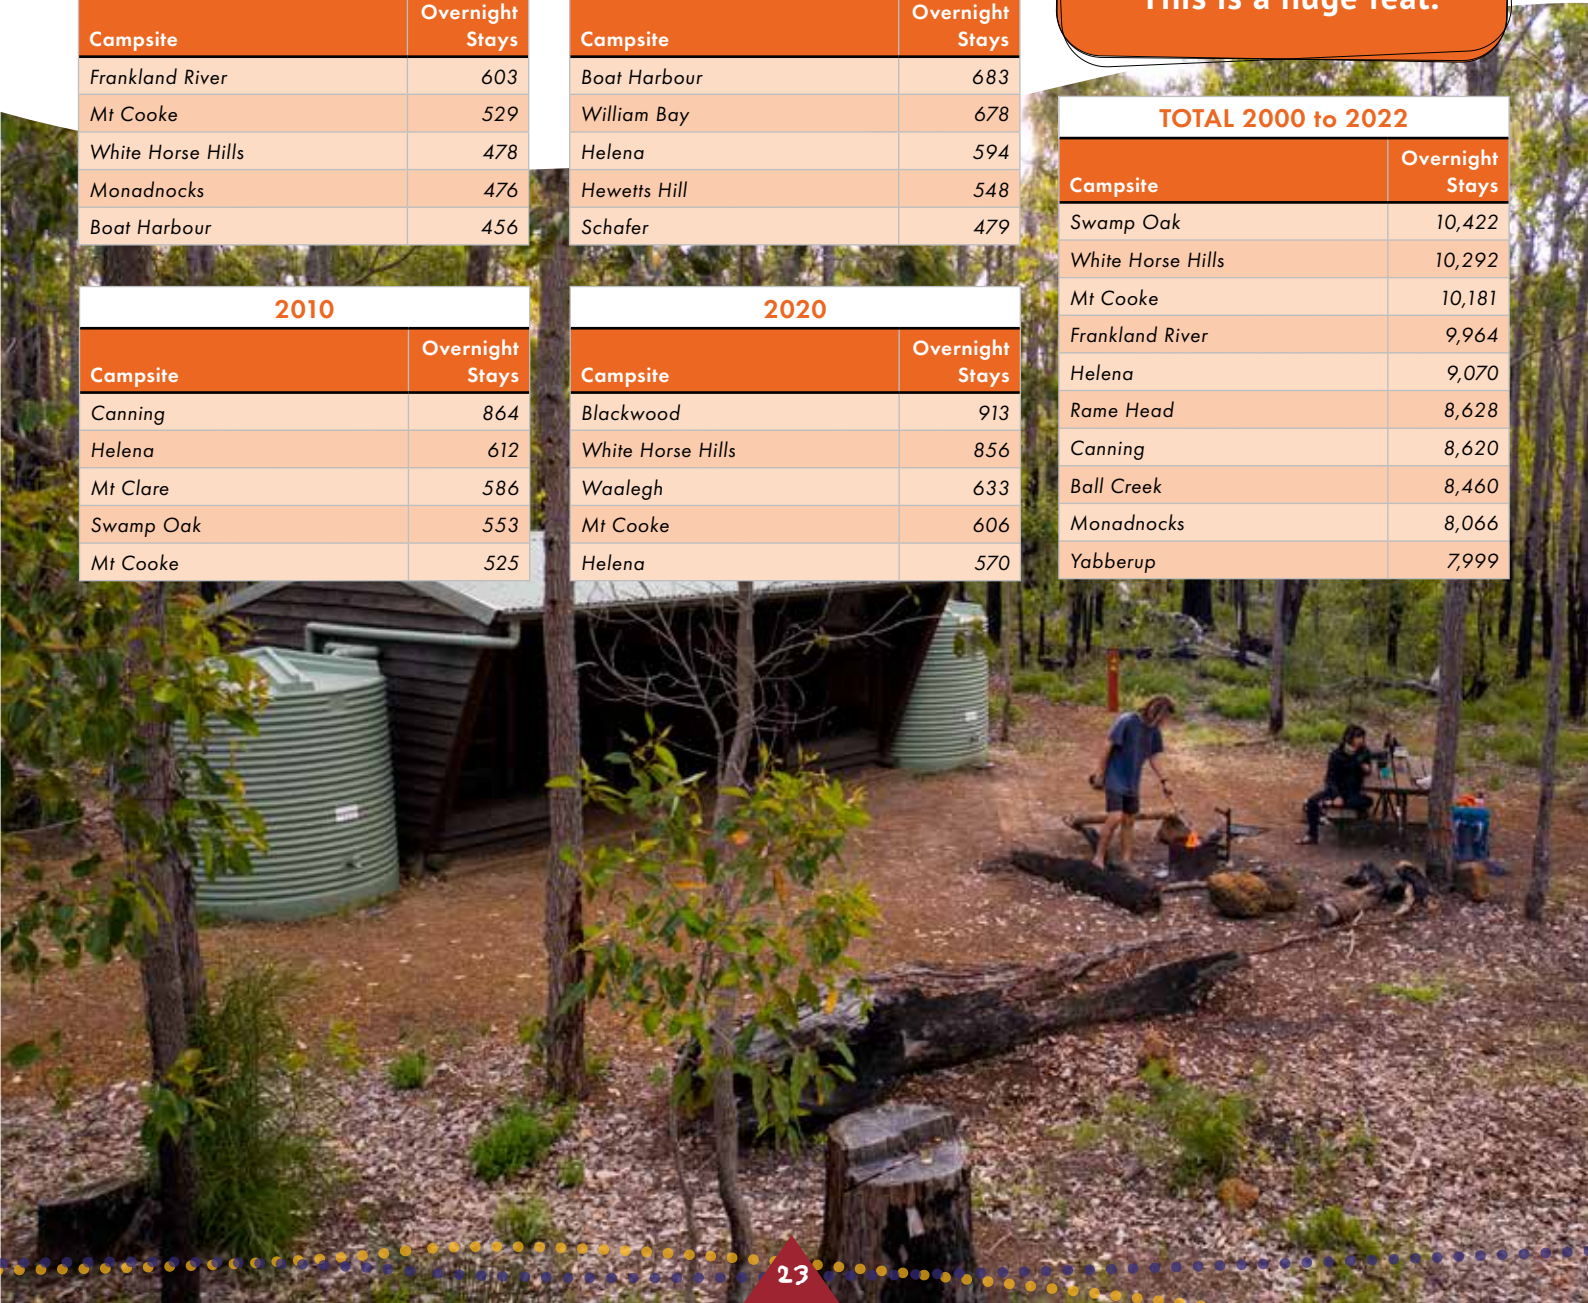 Campsite Overnight Stays
Frankland River 603
Mt Cooke 529
White Horse Hills 478
Monadnocks 476
Boat Harbour 456
2010
Campsite Overnight Stays
Canning 864
Helena 612
Mt Clare 586
Swamp Oak 553
Mt Cooke 525
Campsite Overnight Stays
Boat Harbour 683
William Bay 678
Helena 594
Hewetts Hill 548
Schafer 479
2020
Campsite Overnight Stays
Blackwood 913
White Horse Hills 856
Waalegh 633
Mt Cooke 606
Helena 570
This is a huge feat.
TOTAL 2000 to 2022
Campsite Overnight Stays
Swamp Oak 10,422
White Horse Hills 10,292
Mt Cooke 10,181
Frankland River 9,964
Helena 9,070
Rame Head 8,628
Canning 8,620
Ball Creek 8,460
Monadnocks 8,066
Yabberup 7,999
23